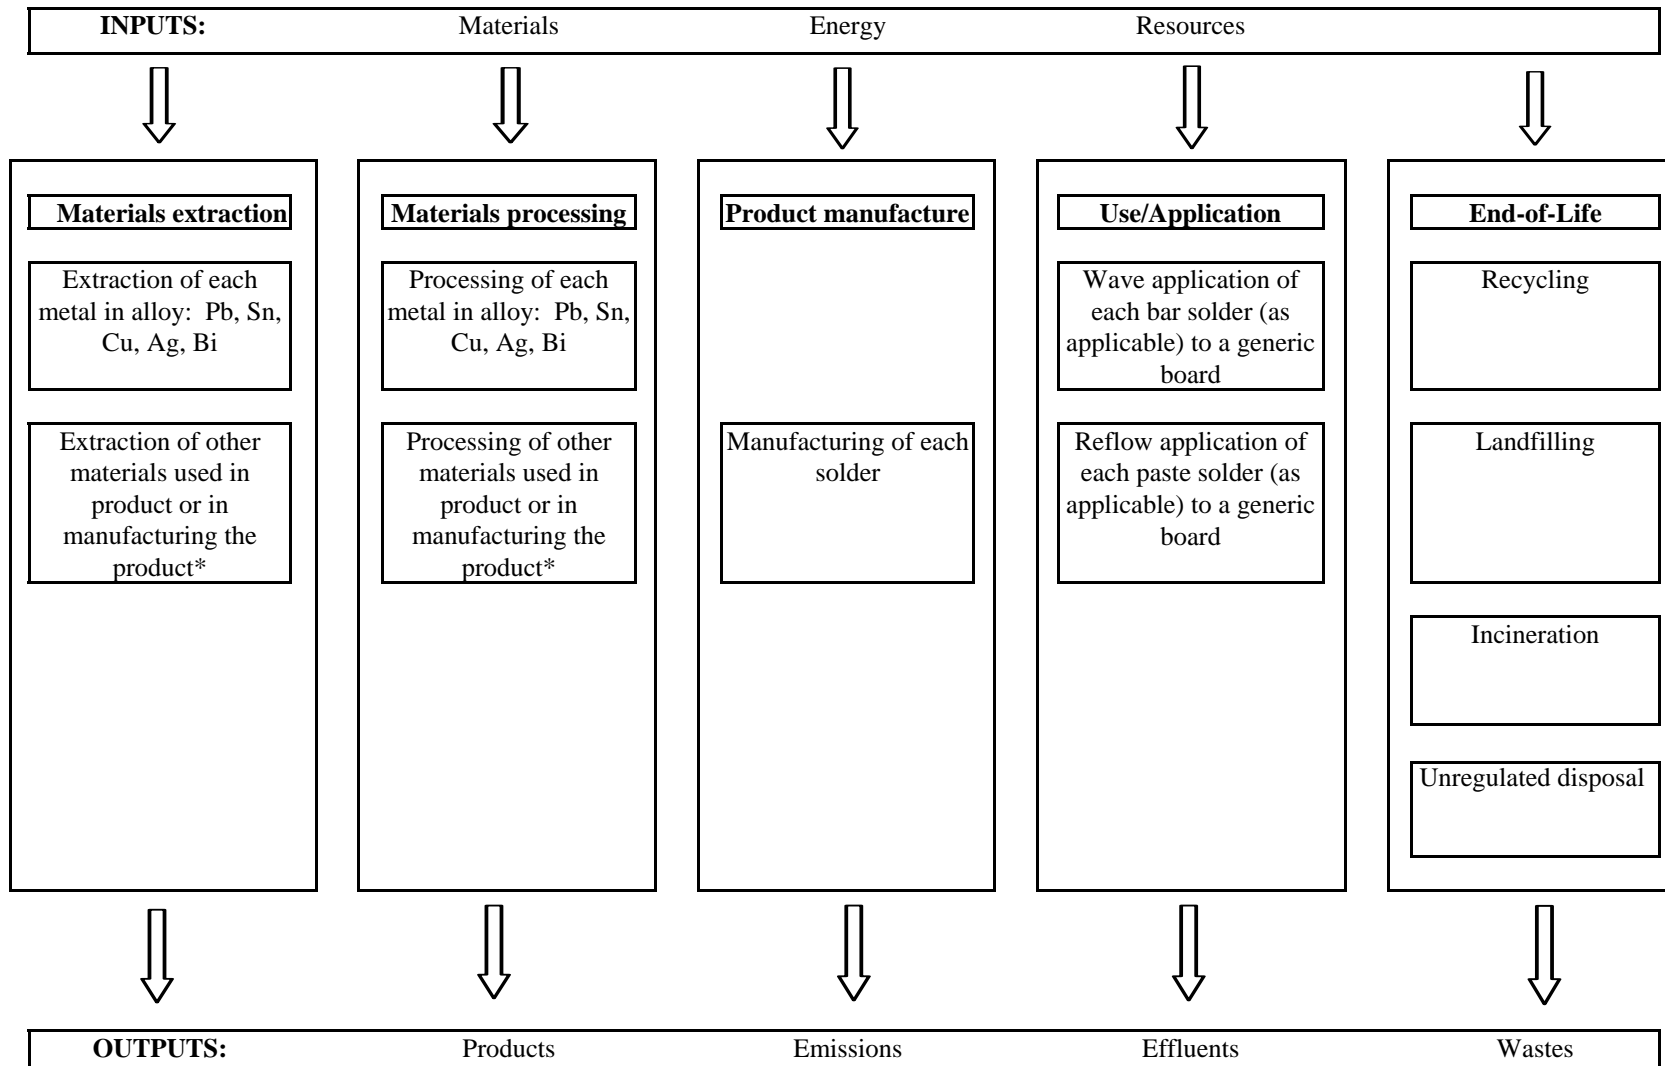 INPUTS: Materials Energy Resources
Materials extraction
Extraction of each
metal in alloy: Pb, Sn,
Cu, Ag, Bi
Extraction of other
materials used in
product or in
manufacturing the
product*
Materials processing
Processing of each
metal in alloy: Pb, Sn,
Cu, Ag, Bi
Processing of other
materials used in
product or in
manufacturing the
product*
Product manufacture
Manufacturing of each
solder
Use/Application
Wave application of
each bar solder (as
applicable) to a generic
board
Reflow application of
each paste solder (as
applicable) to a generic
board
End-of-Life
Recycling
Landfilling
Incineration
Unregulated disposal
OUTPUTS: Products Emissions Effluents Wastes